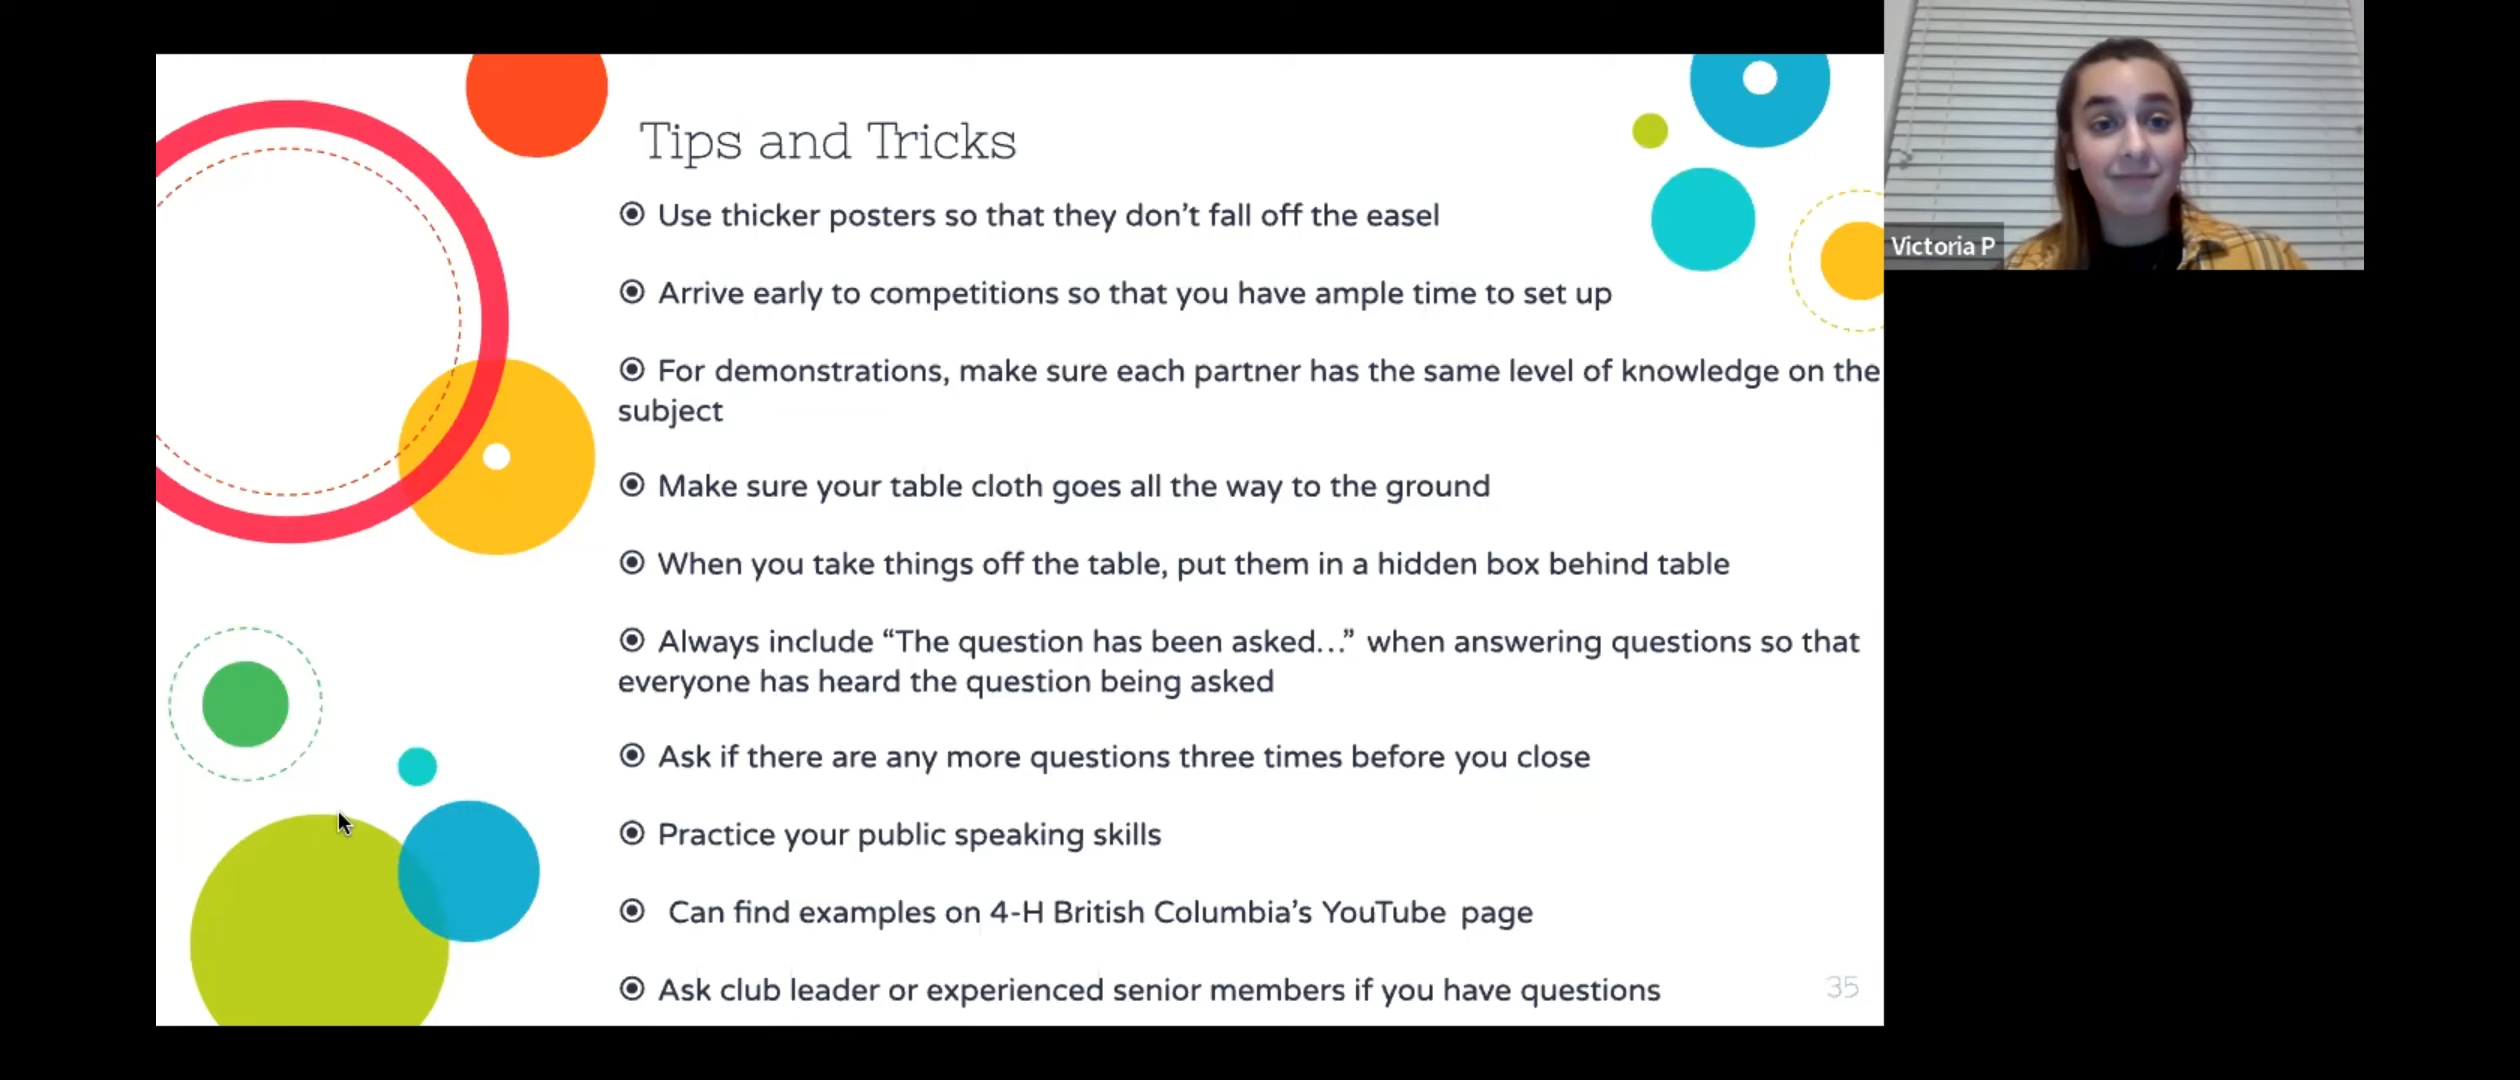 Tips and Tricks
Use thicker posters so that they don’t fall off the easel
Arrive early to competitions so that you have ample time to set up
For demonstrations, make sure each partner has the same level of knowledge on the
subject
Make sure your table cloth goes all the way to the ground
When you take things off the table, put them in a hidden box behind table
Always include “The question has been asked...” when answering questions so that
everyone has heard the question being asked
Ask if there are any more questions three times before you close
Practice your public speaking skills
Can find examples on 4-H British Columbia’s YouTube page
Ask club leader or experienced senior members if you have questions
35
Victoria P